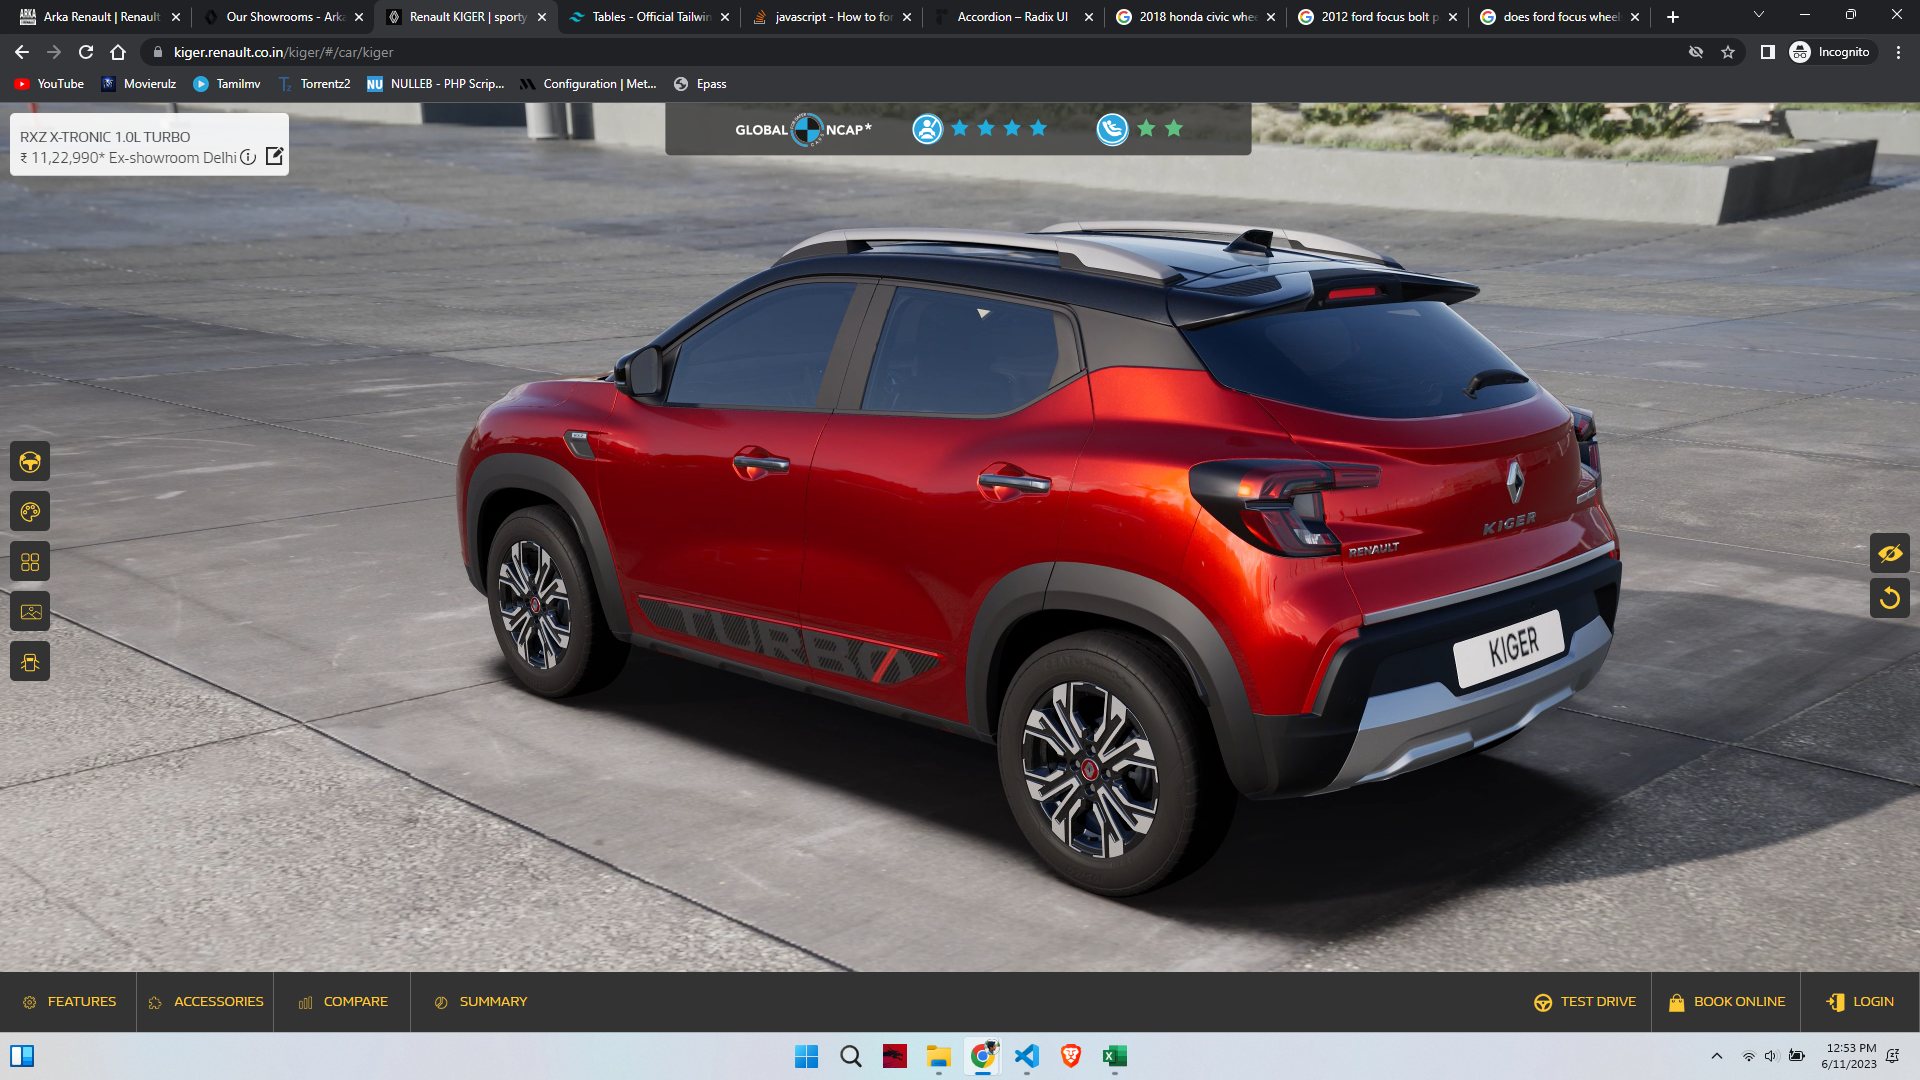 Arka Renault | Renault
Our Showrooms - Arka
Renault KIGER | sporty
Tables - Official Tailwin
javascript - How to for
Accordion – Radix UI
2018 honda civic whee
2012 ford focus bolt p
does ford focus wheel
kiger.renault.co.in/kiger/#/car/kiger
Incognito
YouTube
Movierulz
Tamilmv
Torrentz2
NULLEB - PHP Scrip...
Configuration | Met...
Epass
RXZ X-TRONIC 1.0L TURBO
₹ 11,22,990* Ex-showroom Delhi
GLOBAL NCAP*
KIGER
RENAULT
TURBO
KIGER
FEATURES
ACCESSORIES
COMPARE
SUMMARY
TEST DRIVE
BOOK ONLINE
LOGIN
12:53 PM
6/11/2023